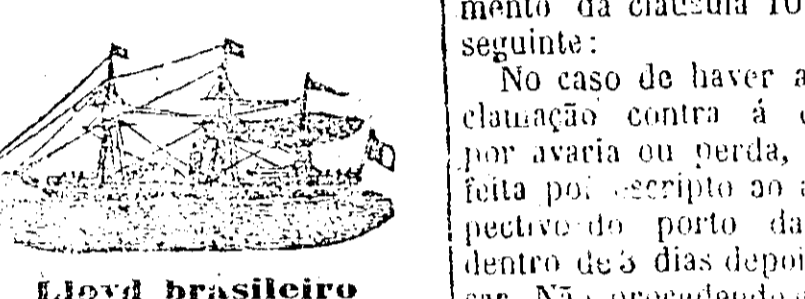 Lloyd brasileiro
mento da clausula 10
seguinte:
No caso de haver a
clamação contra á c
por avaria ou perda,
feita por escripto ao a
pectivo do porto da
dentro de 3 dias depoi
procedendo